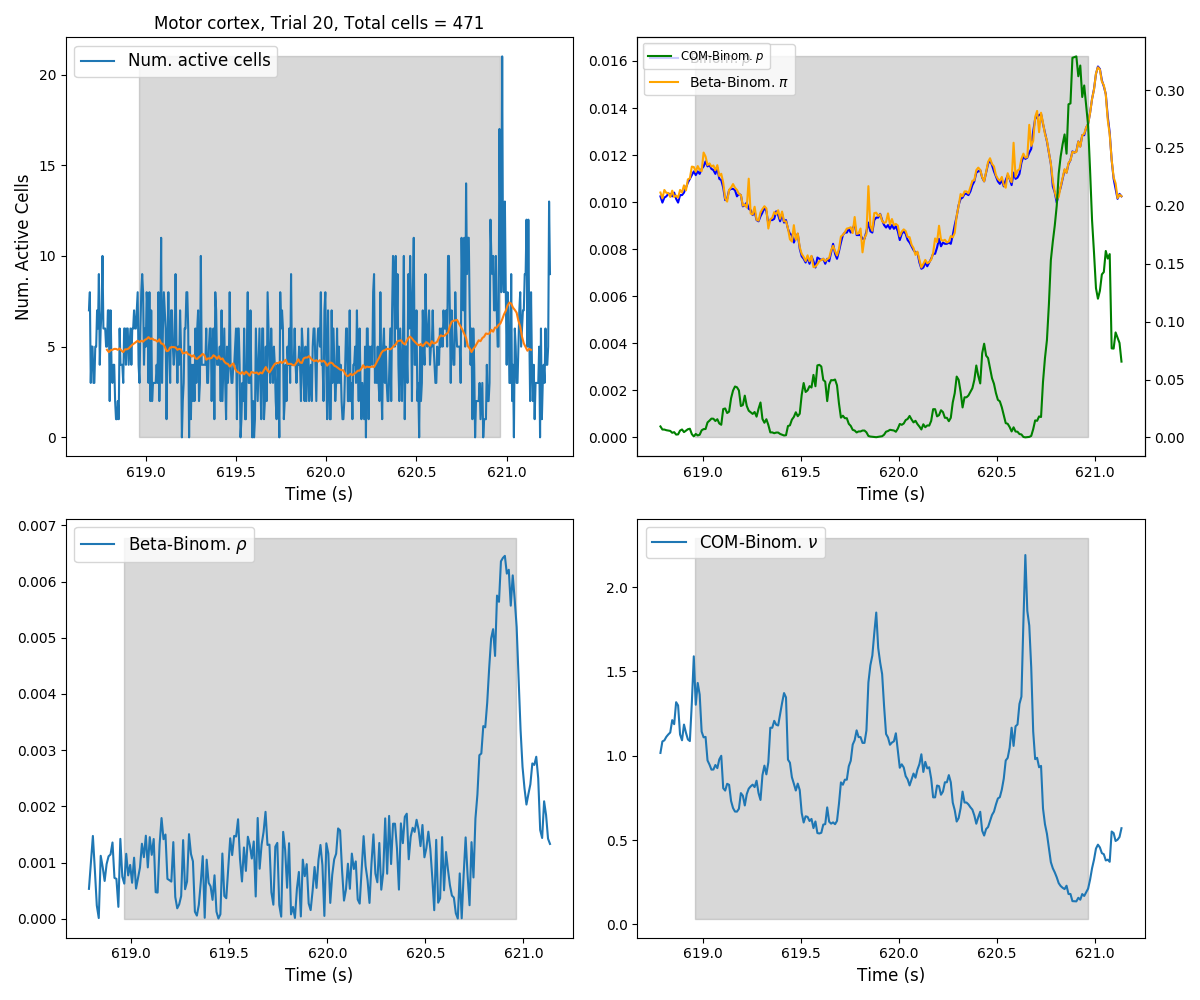 Motor cortex, Trial 20, Total cells = 471
Num. active cells
20
15
10
5
0
Num. Active Cells
619.0 619.5 620.0 620.5 621.0
Time (s)
COM-Binom. p
Beta-Binom. π
0.016
0.014
0.012
0.010
0.008
0.006
0.004
0.002
0.000
0.30
0.25
0.20
0.15
0.10
0.05
0.00
619.0 619.5 620.0 620.5 621.0
Time (s)
Beta-Binom. ρ
0.007
0.006
0.005
0.004
0.003
0.002
0.001
0.000
619.0 619.5 620.0 620.5 621.0
Time (s)
COM-Binom. ν
2.0
1.5
1.0
0.5
0.0
619.0 619.5 620.0 620.5 621.0
Time (s)